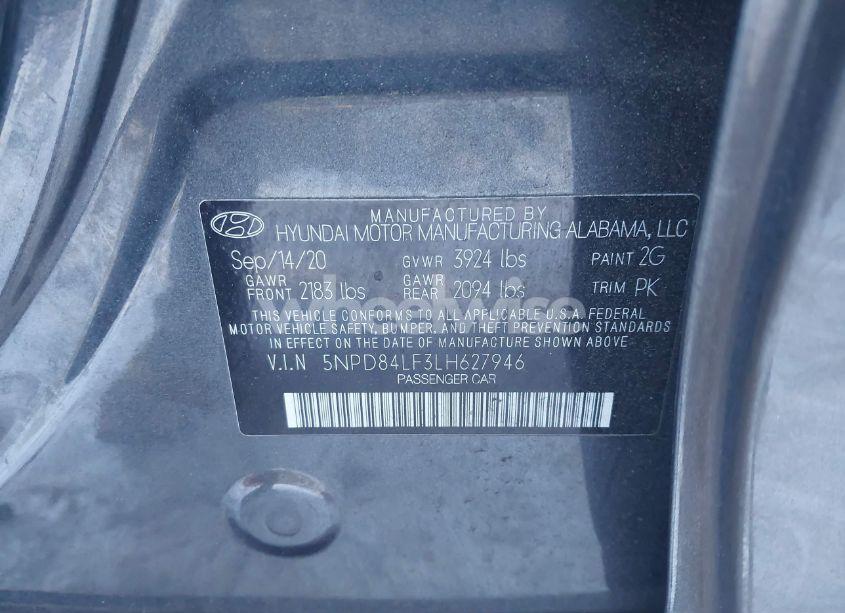 MANUFACTURED BY
HYUNDAI MOTOR MANUFACTURING ALABAMA, LLC
Sep/14/20 GVWR 3924 lbs PAINT 2G
GAWR FRONT 2183 lbs GAWR REAR 2094 lbs TRIM PK
THIS VEHICLE CONFORMS TO ALL APPLICABLE U.S.A. FEDERAL
MOTOR VEHICLE SAFETY, BUMPER, AND THEFT PREVENTION STANDARDS
IN EFFECT ON THE DATE OF MANUFACTURE SHOWN ABOVE.
V.I.N 5NPD84LF3LH627946
PASSENGER CAR